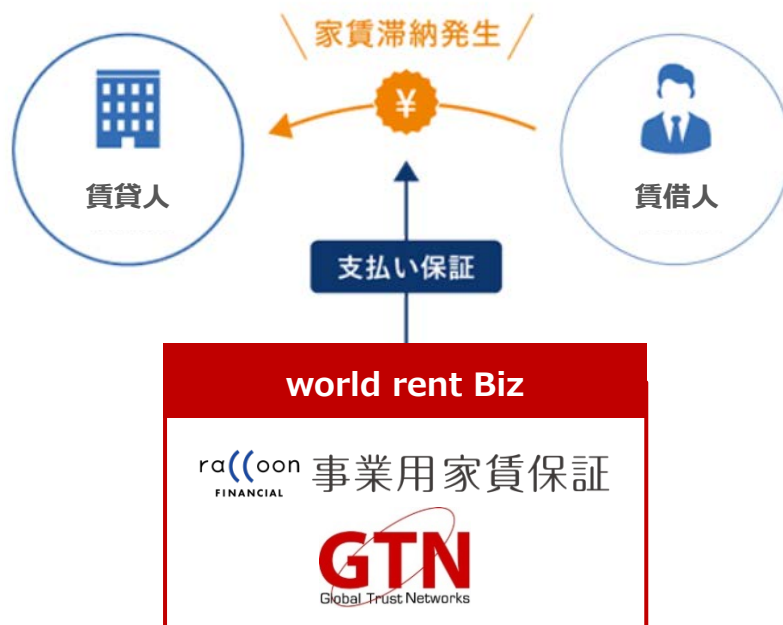 家賃滞納発生
¥
賃貸人
賃借人
支払い保証
world rent Biz
raccoon
FINANCIAL
事業用家賃保証
GTN
Global Trust Networks